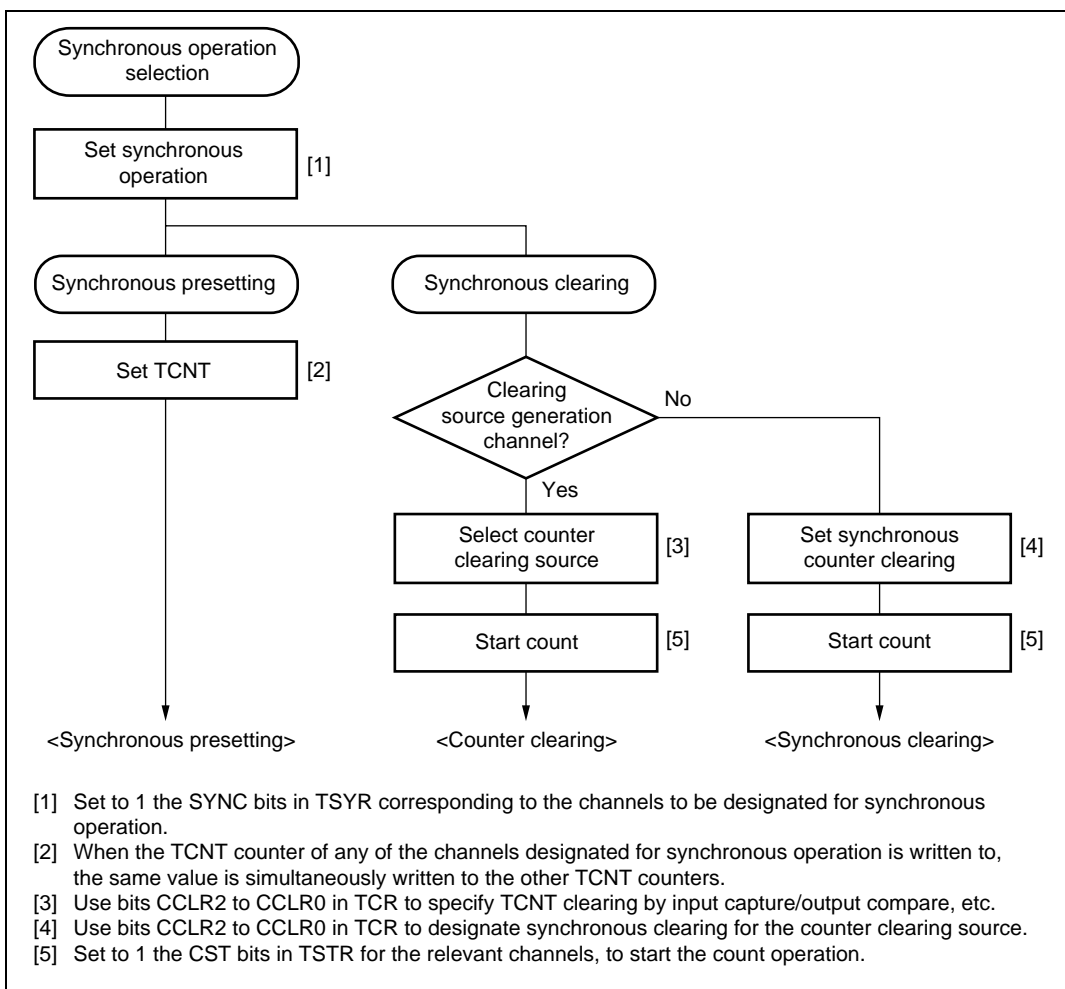 Synchronous operation
selection
Set synchronous
operation
[1]
Synchronous presetting
Synchronous clearing
Set TCNT
[2]
Clearing
source generation
channel?
No
Yes
Select counter
clearing source
[3]
Set synchronous
counter clearing
[4]
Start count
[5]
Start count
[5]
<Synchronous presetting>
<Counter clearing>
<Synchronous clearing>
[1] Set to 1 the SYNC bits in TSYR corresponding to the channels to be designated for synchronous
operation.
[2] When the TCNT counter of any of the channels designated for synchronous operation is written to,
the same value is simultaneously written to the other TCNT counters.
[3] Use bits CCLR2 to CCLR0 in TCR to specify TCNT clearing by input capture/output compare, etc.
[4] Use bits CCLR2 to CCLR0 in TCR to designate synchronous clearing for the counter clearing source.
[5] Set to 1 the CST bits in TSTR for the relevant channels, to start the count operation.